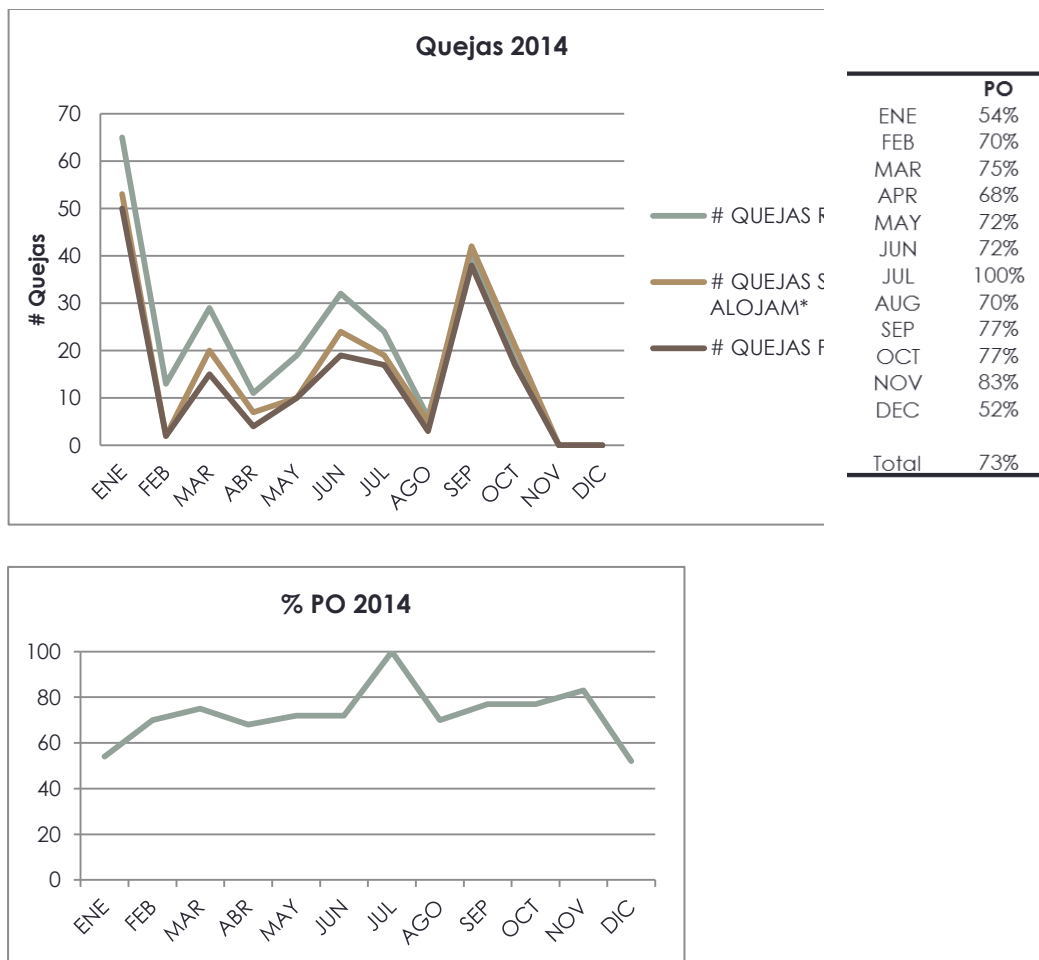 Quejas 2014
# Quejas
70
60
50
40
30
20
10
0
ENE FEB MAR ABR MAY JUN JUL AGO SEP OCT NOV DIC
# QUEJAS
# QUEJAS
ALOJAM*
# QUEJAS
PO
ENE 54%
FEB 70%
MAR 75%
APR 68%
MAY 72%
JUN 72%
JUL 100%
AUG 70%
SEP 77%
OCT 77%
NOV 83%
DEC 52%
Total 73%
% PO 2014
100
80
60
40
20
0
ENE FEB MAR ABR MAY JUN JUL AGO SEP OCT NOV DIC